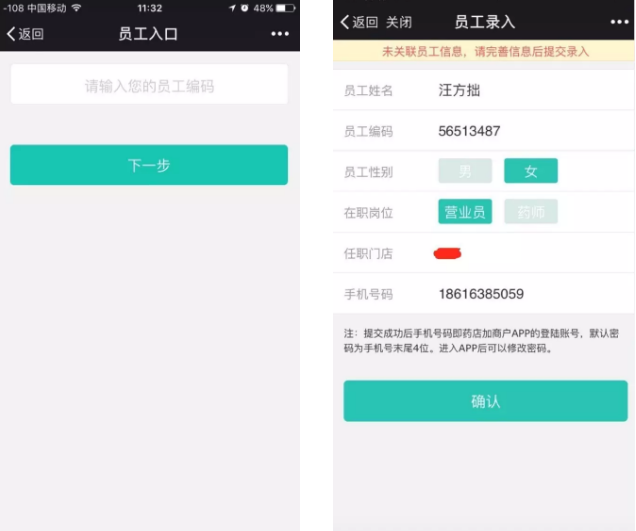 -108 中国移动 11:32 48%
返回 员工入口
请输入您的员工编码
下一步
返回 关闭 员工录入
未关联员工信息，请完善信息后提交录入
员工姓名 汪方拙
员工编码 56513487
员工性别 男 女
在职岗位 营业员 药师
任职门店
手机号码 18616385059
注：提交成功后手机号码即药店加商户APP的登陆账号，默认密
码为手机号末尾4位。进入APP后可以修改密码。
确认